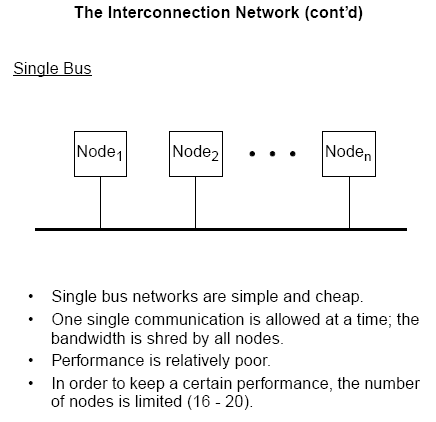 The Interconnection Network (cont'd)
Single Bus
Node1 Node2 • • • Noden
• Single bus networks are simple and cheap.
• One single communication is allowed at a time; the
bandwidth is shred by all nodes.
• Performance is relatively poor.
• In order to keep a certain performance, the number
of nodes is limited (16 - 20).